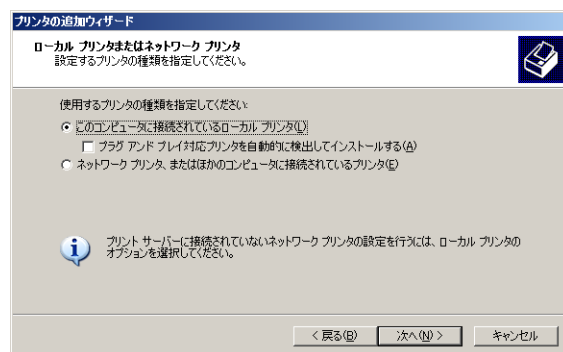 プリンタの追加ウィザード
ローカル プリンタまたはネットワーク プリンタ
設定するプリンタの種類を指定してください。
使用するプリンタの種類を指定してください:
このコンピュータに接続されているローカル プリンタ(L)
プラグ アンド プレイ対応プリンタを自動的に検出してインストールする(A)
ネットワーク プリンタ、またはほかのコンピュータに接続されているプリンタ(E)
プリント サーバーに接続されていないネットワーク プリンタの設定を行うには、ローカル プリンタの
オプションを選択してください。
< 戻る(B) 次へ(N) > キャンセル